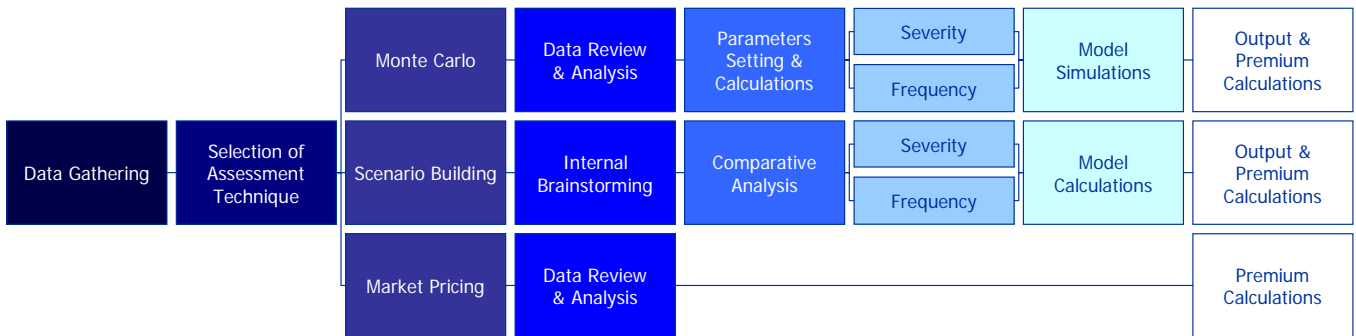 Monte Carlo
Data Review
& Analysis
Parameters
Setting &
Calculations
Severity
Frequency
Model
Simulations
Output &
Premium
Calculations
Data Gathering
Selection of
Assessment
Technique
Scenario Building
Internal
Brainstorming
Comparative
Analysis
Severity
Frequency
Model
Calculations
Output &
Premium
Calculations
Market Pricing
Data Review
& Analysis
Premium
Calculations